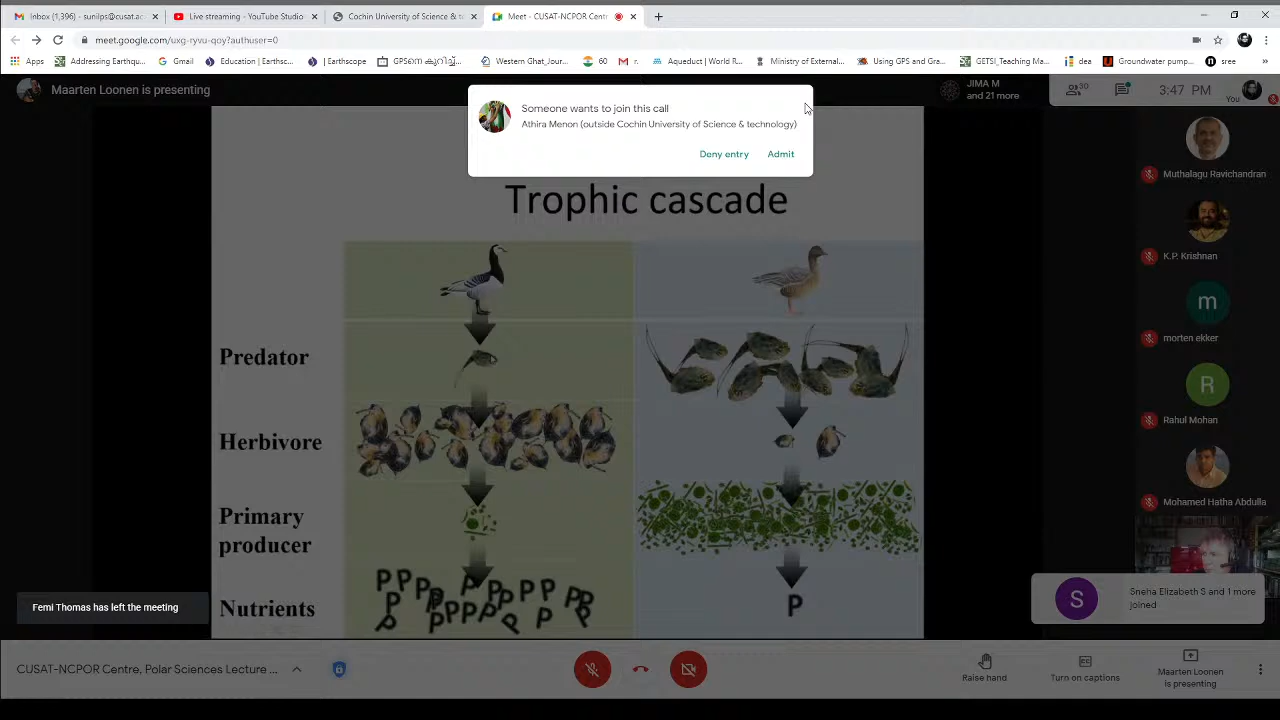 Inbox (1,396) - sunilps@cusat.ac
Live streaming - YouTube Studio
Cochin University of Science & te
Meet - CUSAT-NCPOR Centr
meet.google.com/uxg-ryvu-qoy?authuser=0
Apps
Addressing Earthqu...
Gmail
Education | Earthsc...
| Earthscope
Western Ghat_Jour...
60
r.
Aqueduct | World R...
Ministry of External...
Using GPS and Gra...
GETSI_Teaching Ma...
dea
Groundwater pump...
sree
»
Maarten Loonen is presenting
JIMA M
and 21 more
30
3:47 PM
You
Someone wants to join this call
Athira Menon (outside Cochin University of Science & technology)
Deny entry
Admit
Trophic cascade
Predator
Herbivore
Primary
producer
Nutrients
P P P P P P P P P P P P P P P P P P P P P
P
Muthalagu Ravichandran
K.P. Krishnan
m
morten ekker
R
Rahul Mohan
Mohamed Hatha Abdulla
S
Sneha Elizabeth S and 1 more
joined
Femi Thomas has left the meeting
CUSAT-NCPOR Centre, Polar Sciences Lecture ...
Raise hand
CC
Turn on captions
Maarten Loonen
is presenting